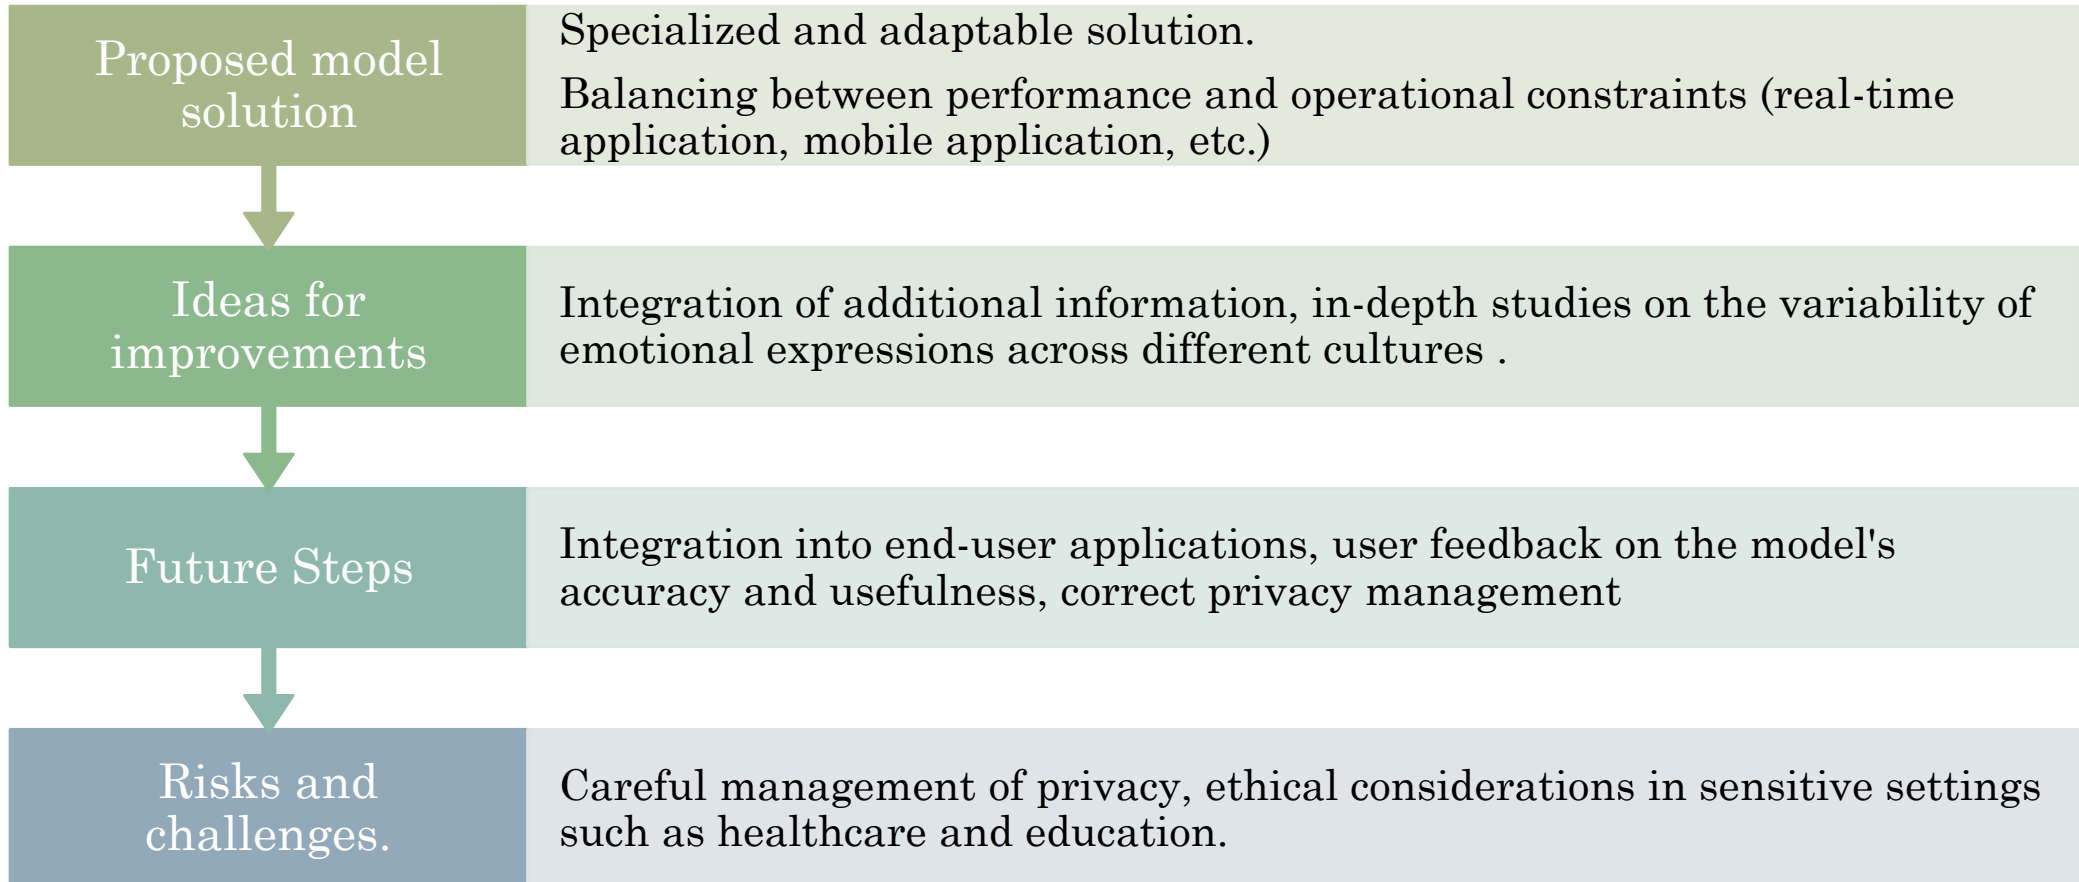 Proposed model
solution
Specialized and adaptable solution.
Balancing between performance and operational constraints (real-time
application, mobile application, etc.)
Ideas for
improvements
Integration of additional information, in-depth studies on the variability of
emotional expressions across different cultures .
Future Steps
Integration into end-user applications, user feedback on the model's
accuracy and usefulness, correct privacy management
Risks and
challenges.
Careful management of privacy, ethical considerations in sensitive settings
such as healthcare and education.